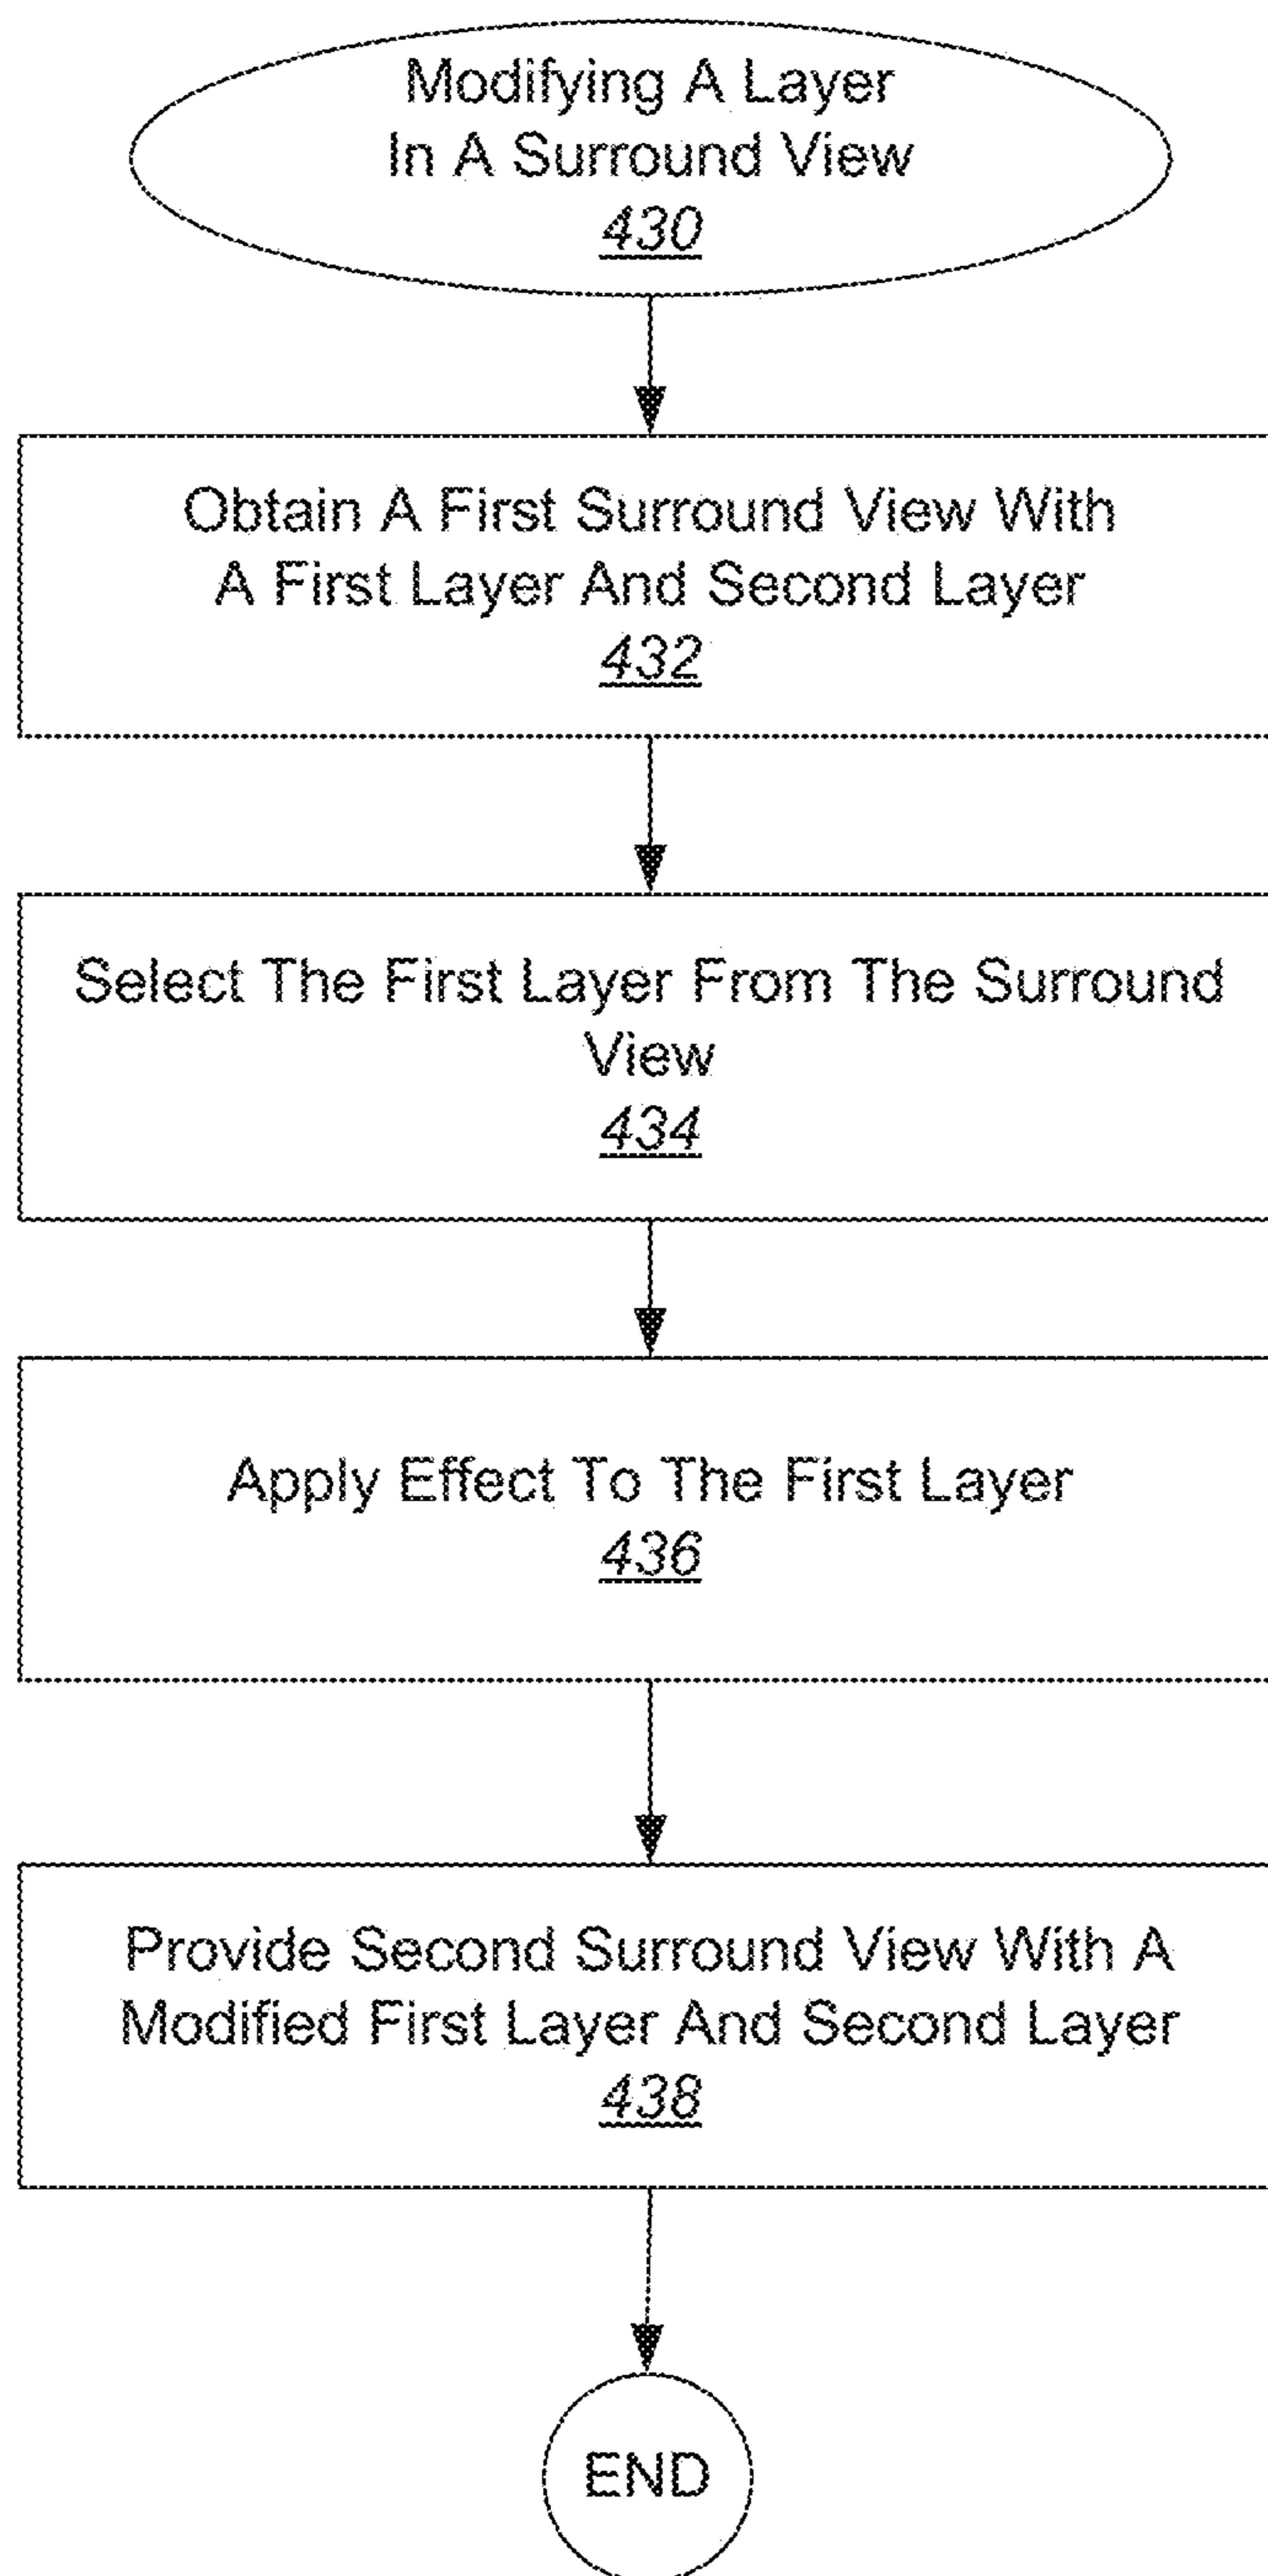 Modifying A Layer
In A Surround View
430
Obtain A First Surround View With
A First Layer And Second Layer
432
Select The First Layer From The Surround
View
434
Apply Effect To The First Layer
436
Provide Second Surround View With A
Modified First Layer And Second Layer
438
END